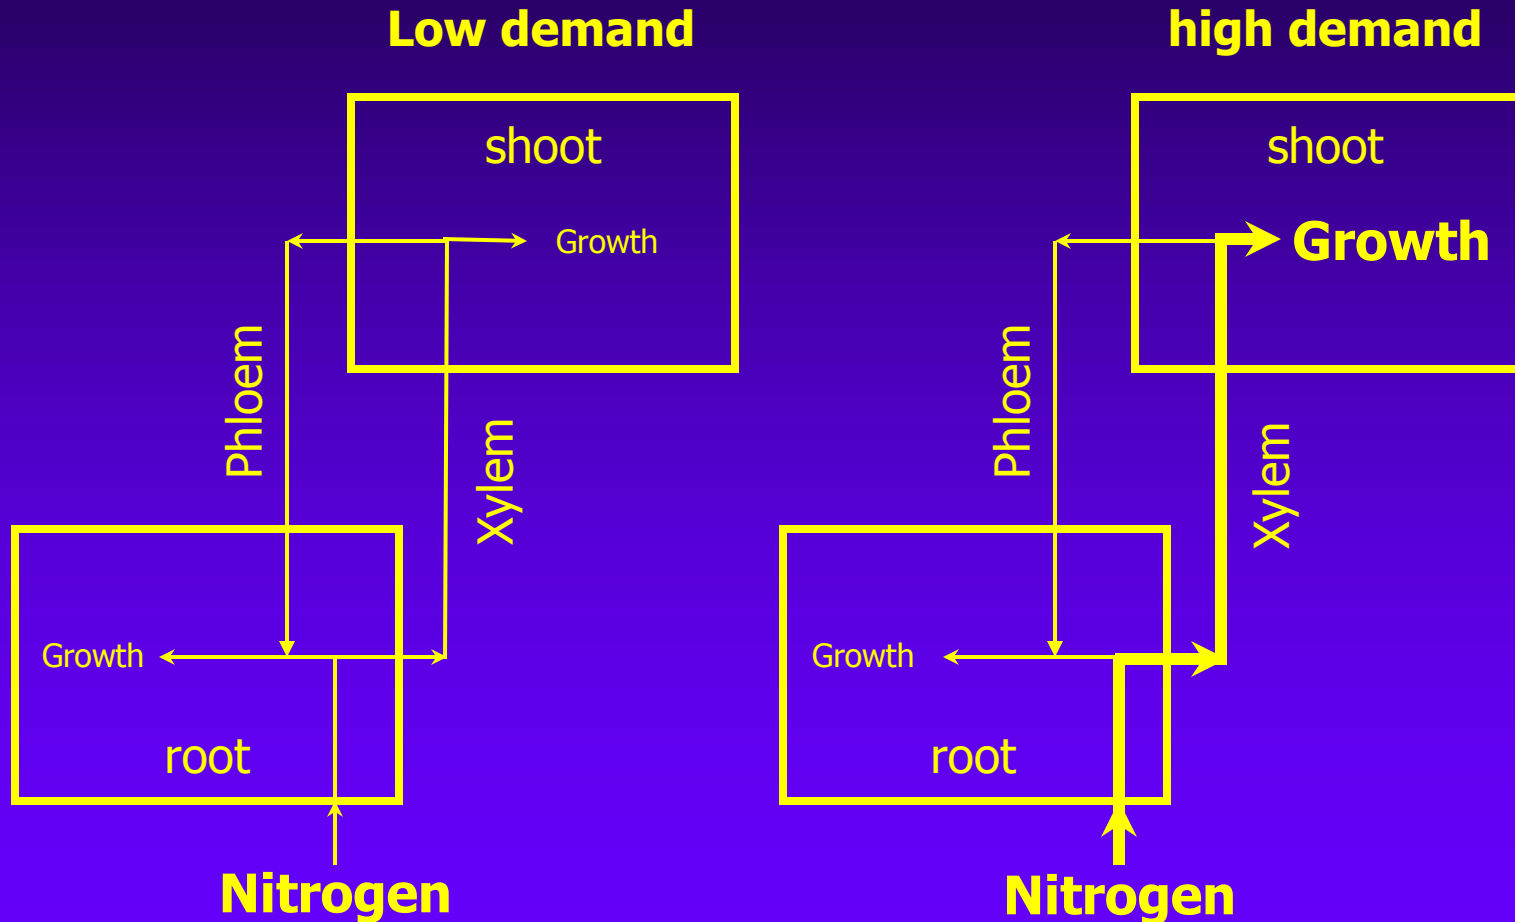 Low demand
shoot
Growth
Phloem
Xylem
Growth
root
Nitrogen
high demand
shoot
Growth
Phloem
Xylem
Growth
root
Nitrogen